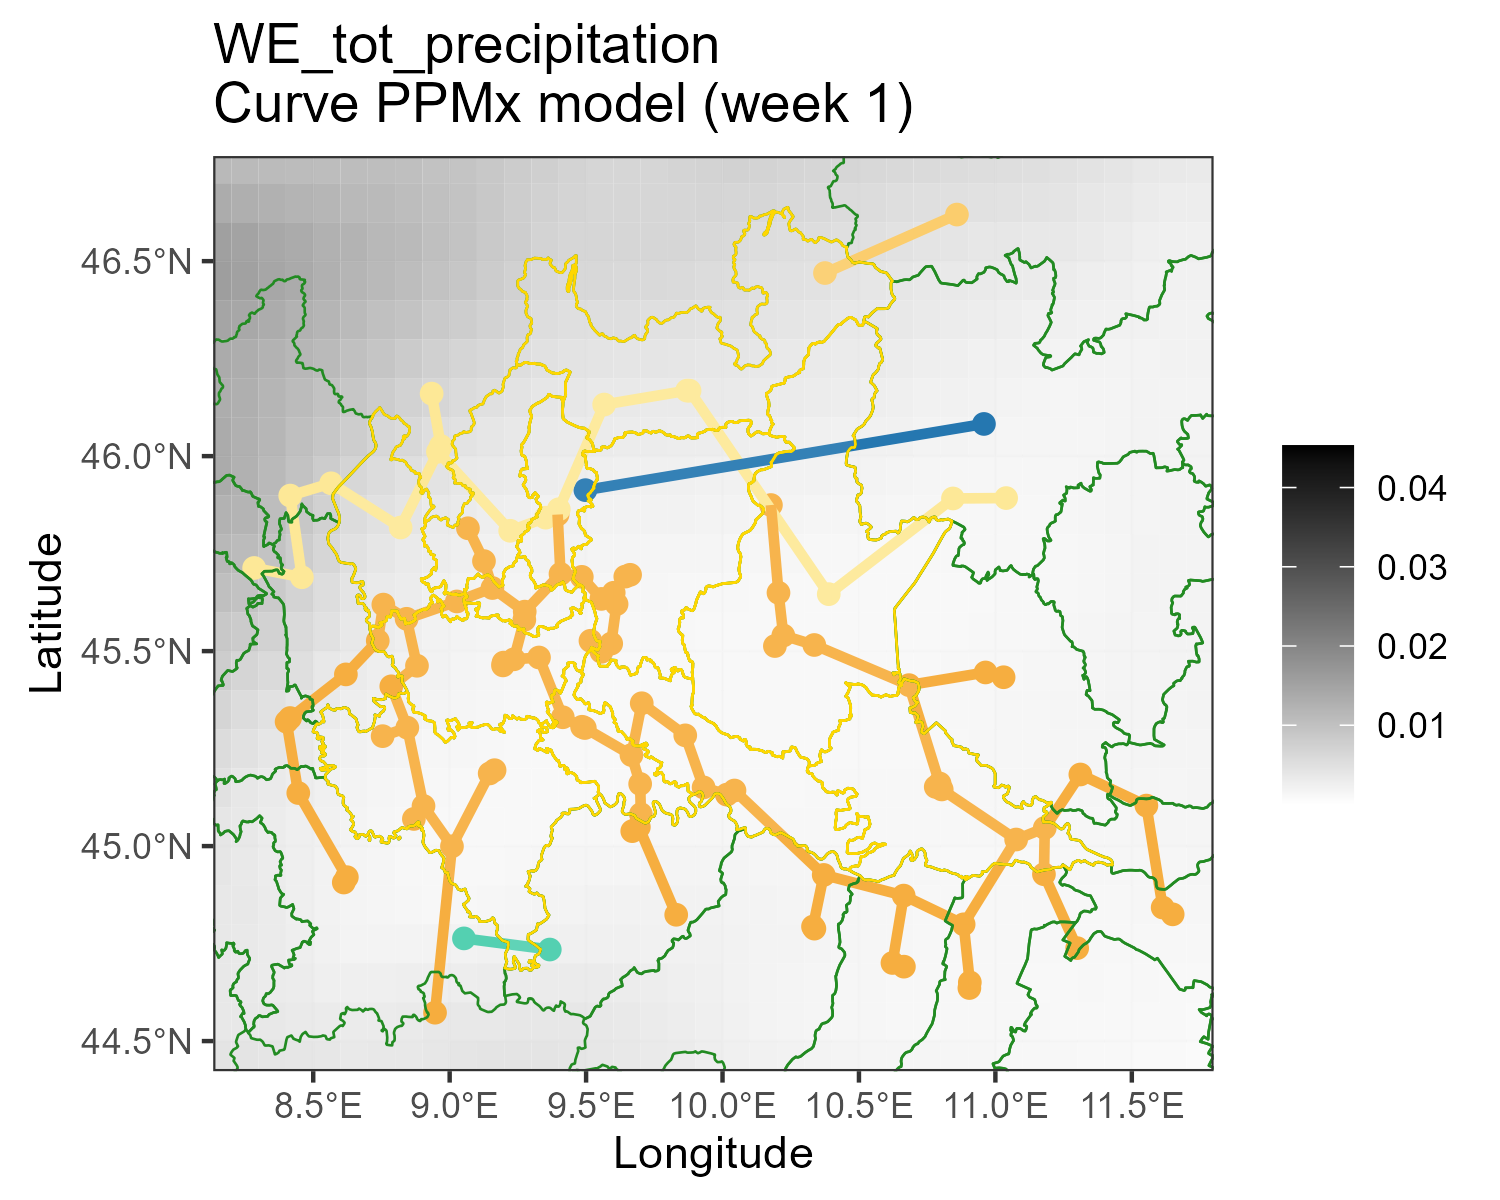 WE_tot_precipitation
Curve PPMx model (week 1)
46.5°N
46.0°N
45.5°N
45.0°N
44.5°N
Latitude
8.5°E
9.0°E
9.5°E
10.0°E
10.5°E
11.0°E
11.5°E
Longitude
0.04
0.03
0.02
0.01